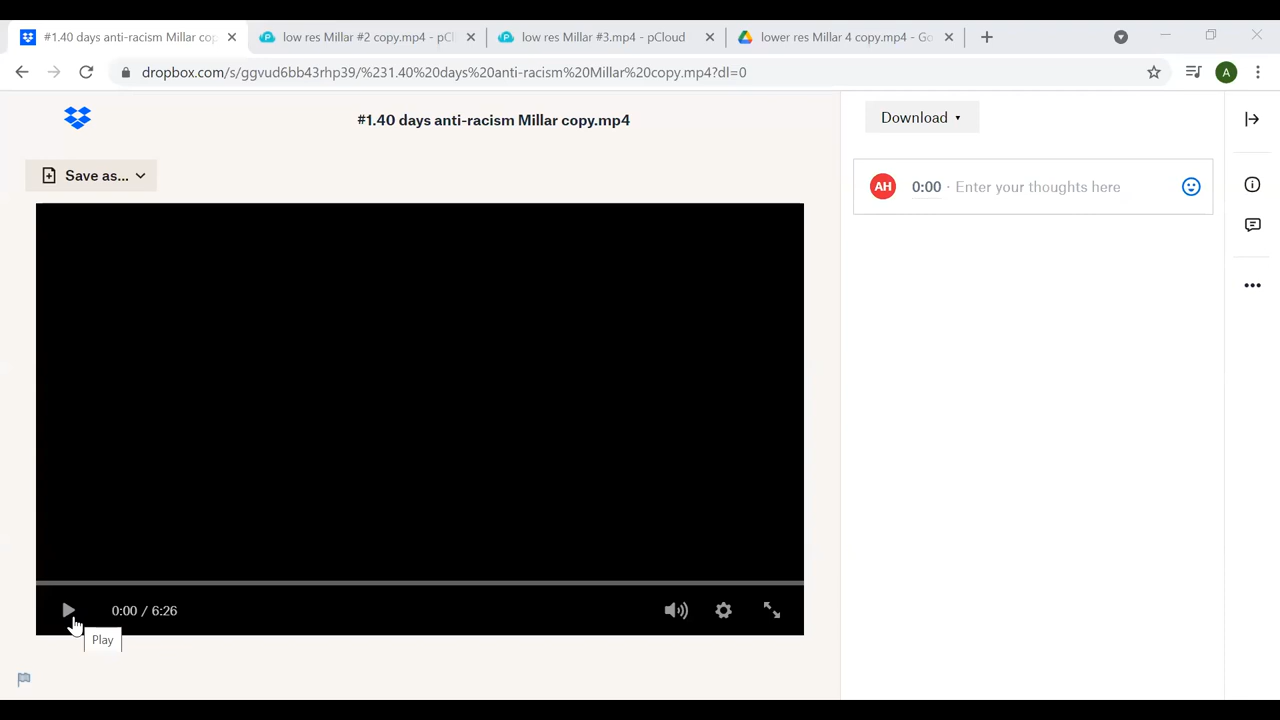 #1.40 days anti-racism Millar cop
low res Millar #2 copy.mp4 - pCl
low res Millar #3.mp4 - pCloud
lower res Millar 4 copy.mp4 - Go
A
dropbox.com/s/ggvud6bb43rhp39/%231.40%20days%20anti-racism%20Millar%20copy.mp4?dl=0
#1.40 days anti-racism Millar copy.mp4
Download
Save as...
AH 0:00 · Enter your thoughts here
0:00 / 6:26
Play